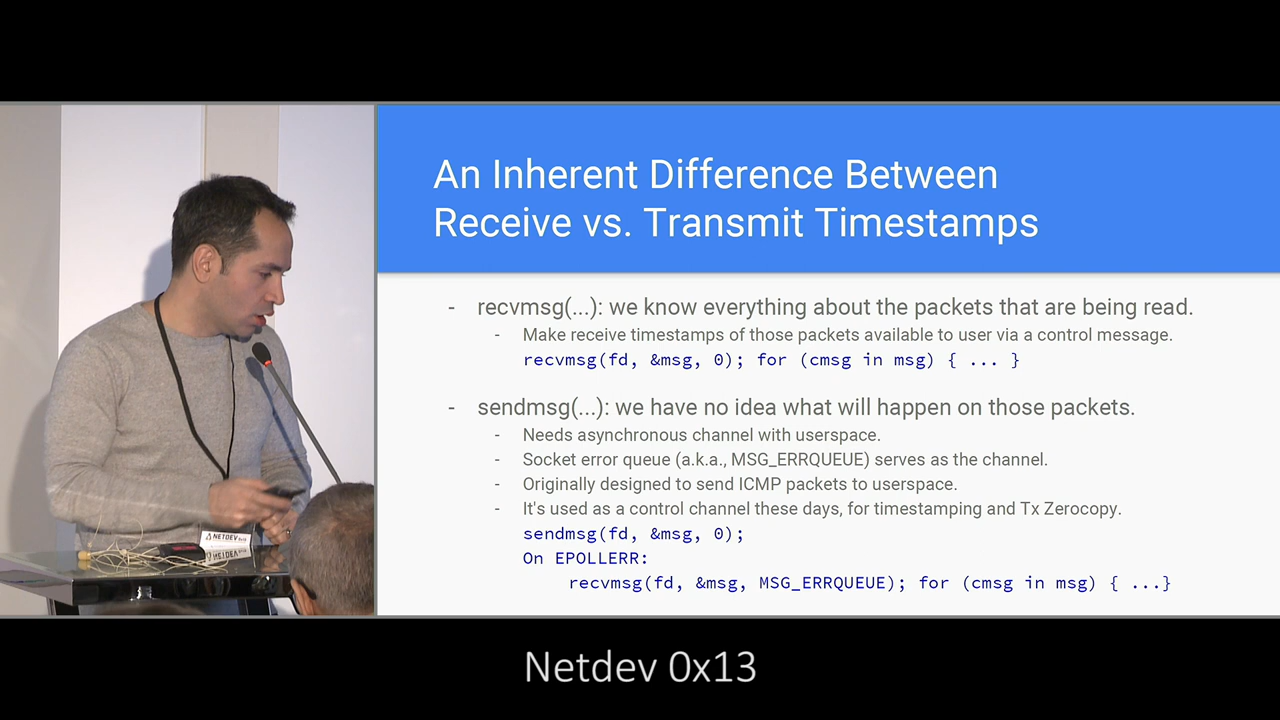 An Inherent Difference Between
Receive vs. Transmit Timestamps
- recvmsg(...): we know everything about the packets that are being read.
- Make receive timestamps of those packets available to user via a control message.
recvmsg(fd, &msg, 0); for (cmsg in msg) { ... }
- sendmsg(...): we have no idea what will happen on those packets.
- Needs asynchronous channel with userspace.
- Socket error queue (a.k.a., MSG_ERRQUEUE) serves as the channel.
- Originally designed to send ICMP packets to userspace.
- It's used as a control channel these days, for timestamping and Tx Zerocopy.
sendmsg(fd, &msg, 0);
On EPOLLERR:
recvmsg(fd, &msg, MSG_ERRQUEUE); for (cmsg in msg) { ...}
NETDEV
Netdev 0x13